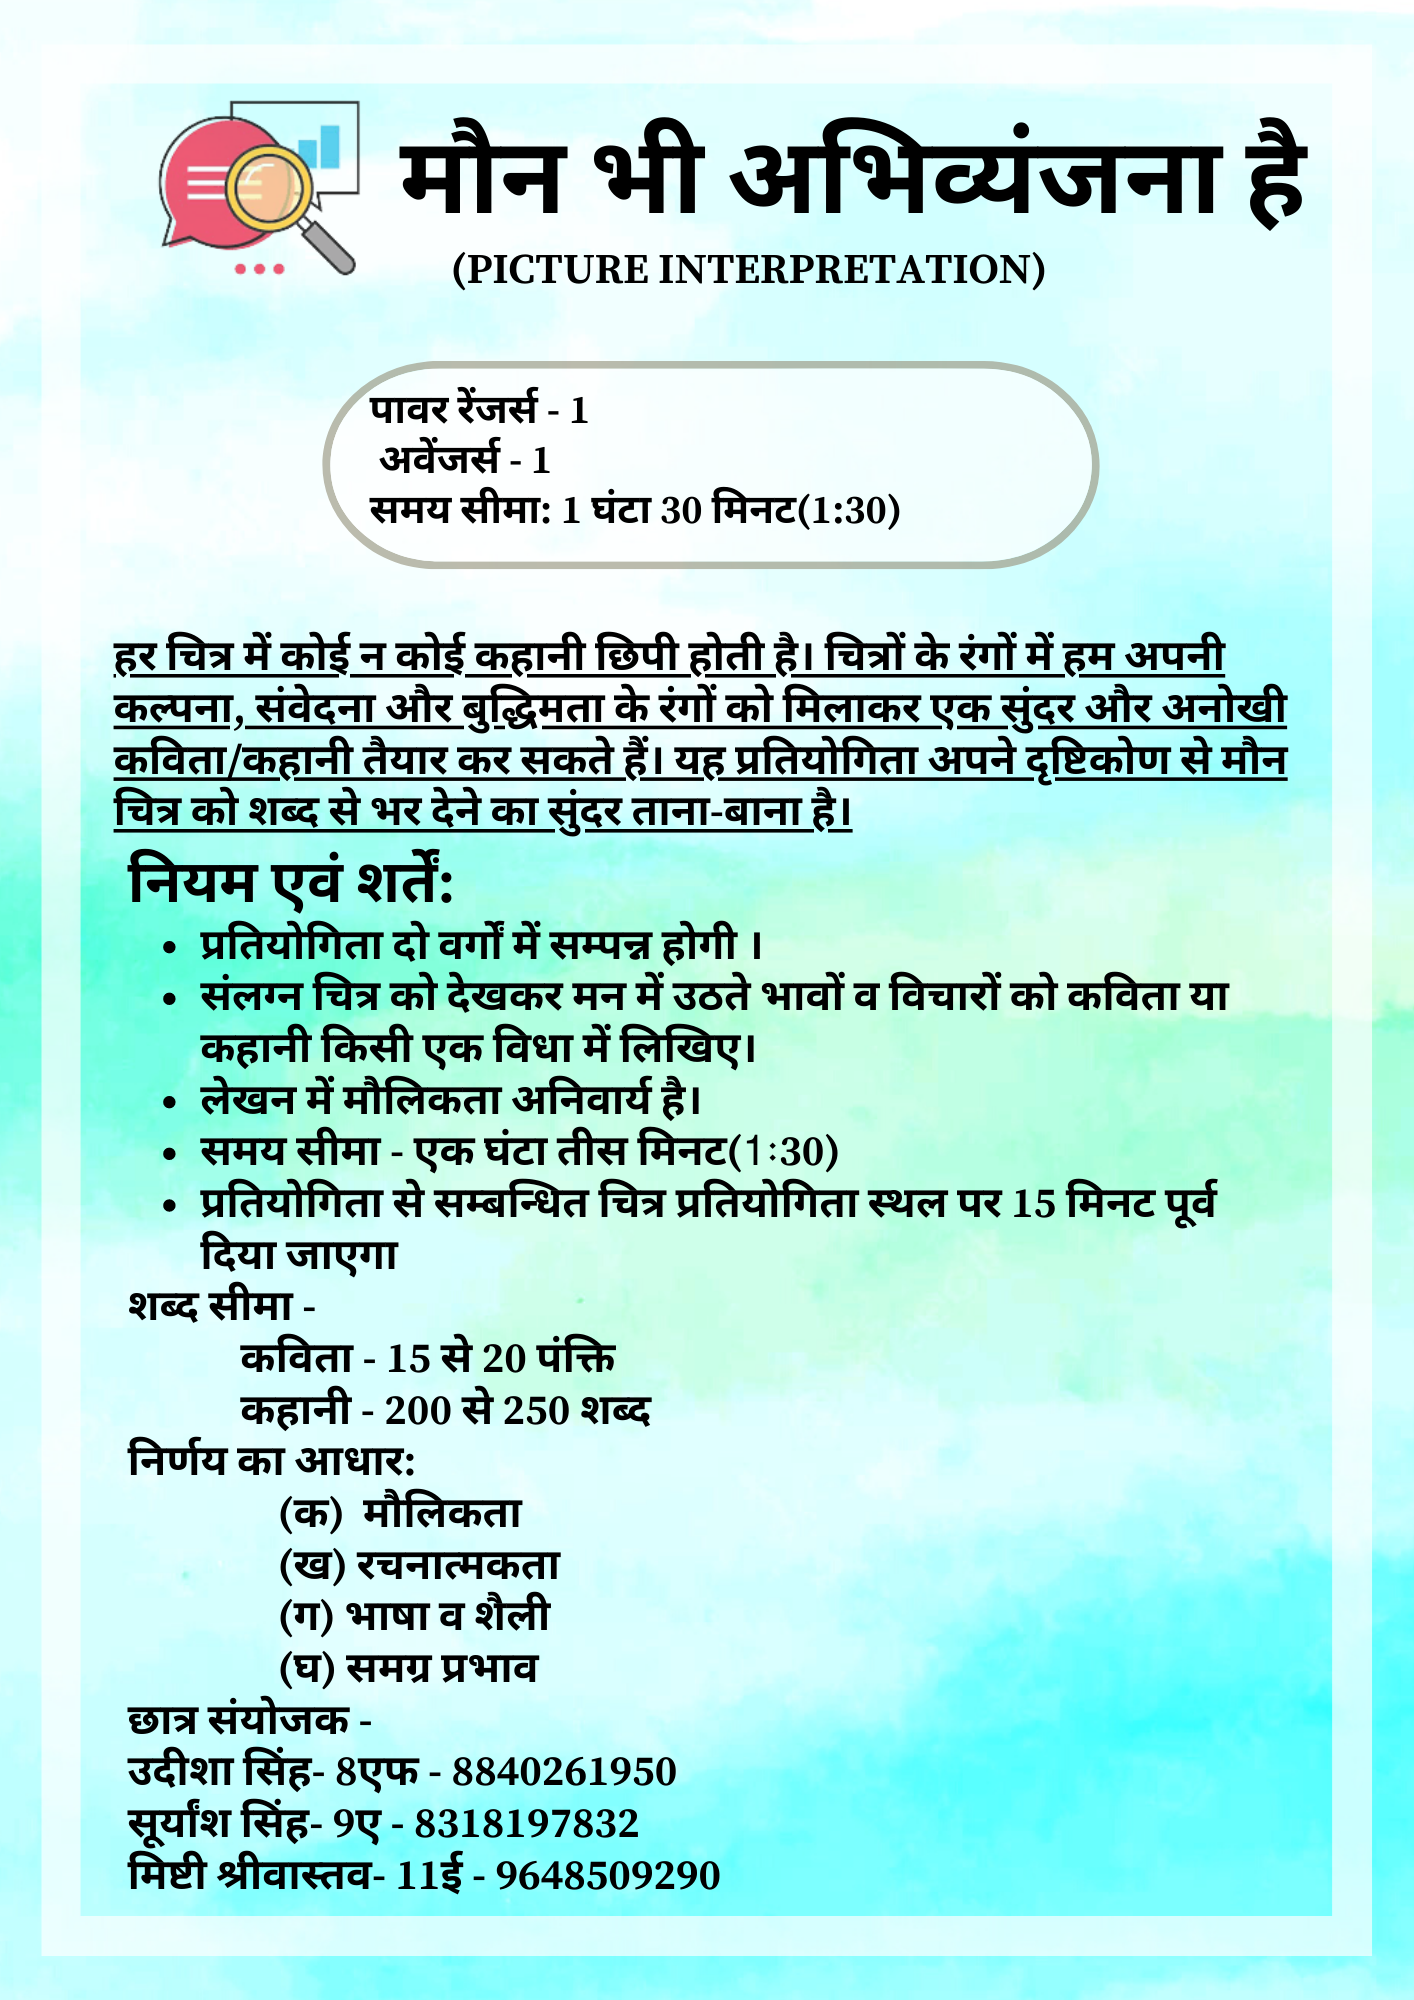 मौन भी अभिव्यंजना है
(PICTURE INTERPRETATION)
पावर रेंजर्स - 1
अवेंजर्स - 1
समय सीमा: 1 घंटा 30 मिनट(1:30)
हर चित्र में कोई न कोई कहानी छिपी होती है। चित्रों के रंगों में हम अपनी
कल्पना, संवेदना और बुद्धिमता के रंगों को मिलाकर एक सुंदर और अनोखी
कविता/कहानी तैयार कर सकते हैं। यह प्रतियोगिता अपने दृष्टिकोण से मौन
चित्र को शब्द से भर देने का सुंदर ताना-बाना है।
नियम एवं शर्तें:
• प्रतियोगिता दो वर्गों में सम्पन्न होगी ।
• संलग्न चित्र को देखकर मन में उठते भावों व विचारों को कविता या
कहानी किसी एक विधा में लिखिए।
• लेखन में मौलिकता अनिवार्य है।
• समय सीमा - एक घंटा तीस मिनट(1:30)
• प्रतियोगिता से सम्बन्धित चित्र प्रतियोगिता स्थल पर 15 मिनट पूर्व
दिया जाएगा
शब्द सीमा -
कविता - 15 से 20 पंक्ति
कहानी - 200 से 250 शब्द
निर्णय का आधार:
(क) मौलिकता
(ख) रचनात्मकता
(ग) भाषा व शैली
(घ) समग्र प्रभाव
छात्र संयोजक -
उदीशा सिंह- 8एफ - 8840261950
सूर्यांश सिंह- 9ए - 8318197832
मिष्टी श्रीवास्तव- 11ई - 9648509290